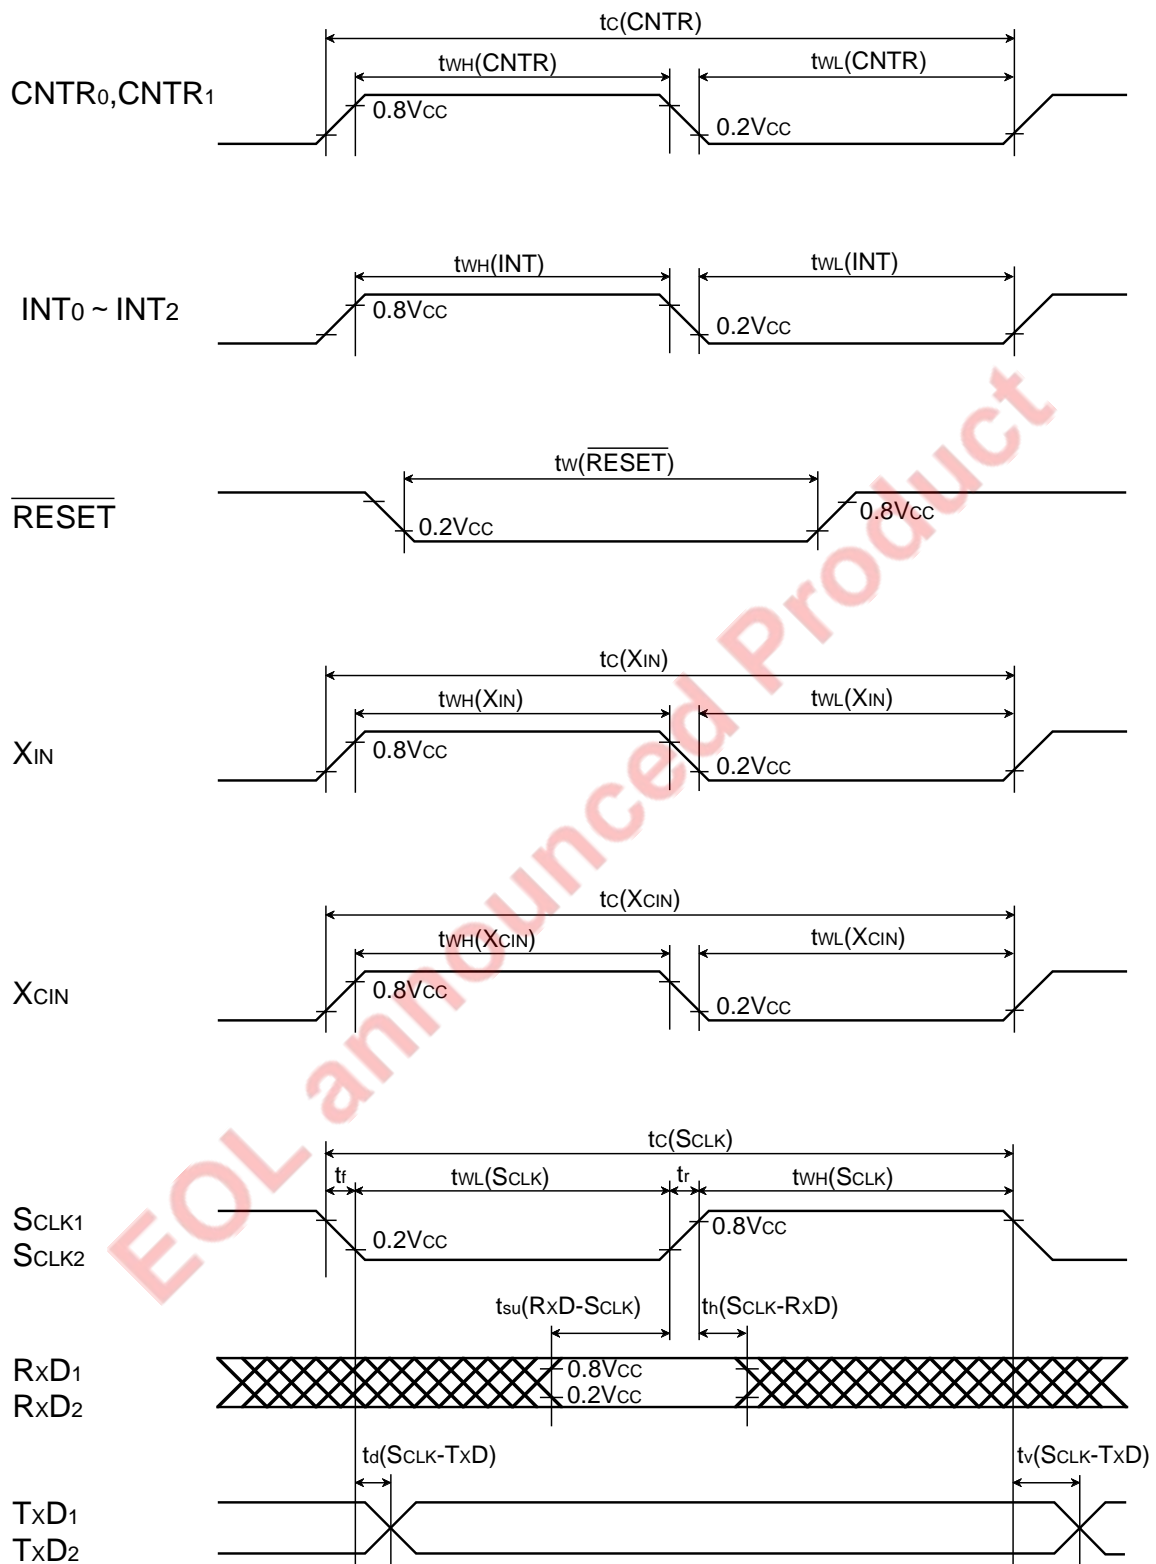 tC(CNTR)
tWH(CNTR)
tWL(CNTR)
CNTR0,CNTR1
0.8VCC
0.2VCC
tWH(INT)
tWL(INT)
INT0 ~ INT2
0.8VCC
0.2VCC
tW(RESET)
RESET
0.2VCC
0.8VCC
tC(XIN)
tWH(XIN)
tWL(XIN)
XIN
0.8VCC
0.2VCC
tC(XCIN)
tWH(XCIN)
tWL(XCIN)
XCIN
0.8VCC
0.2VCC
tC(SCLK)
tf
tWL(SCLK)
tr
tWH(SCLK)
SCLK1
SCLK2
0.2VCC
0.8VCC
tsu(RXD-SCLK)
th(SCLK-RXD)
RXD1
RXD2
0.8VCC
0.2VCC
td(SCLK-TXD)
tv(SCLK-TXD)
TXD1
TXD2
EOL announced Product